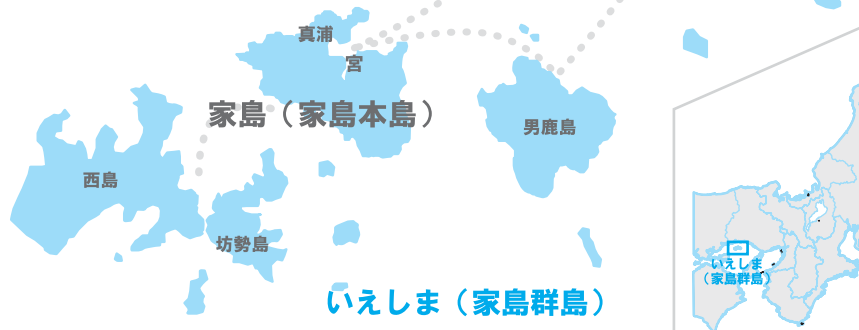 真浦
宮
家島（家島本島）
男鹿島
西島
坊勢島
いえしま（家島群島）
いえしま
（家島群島）